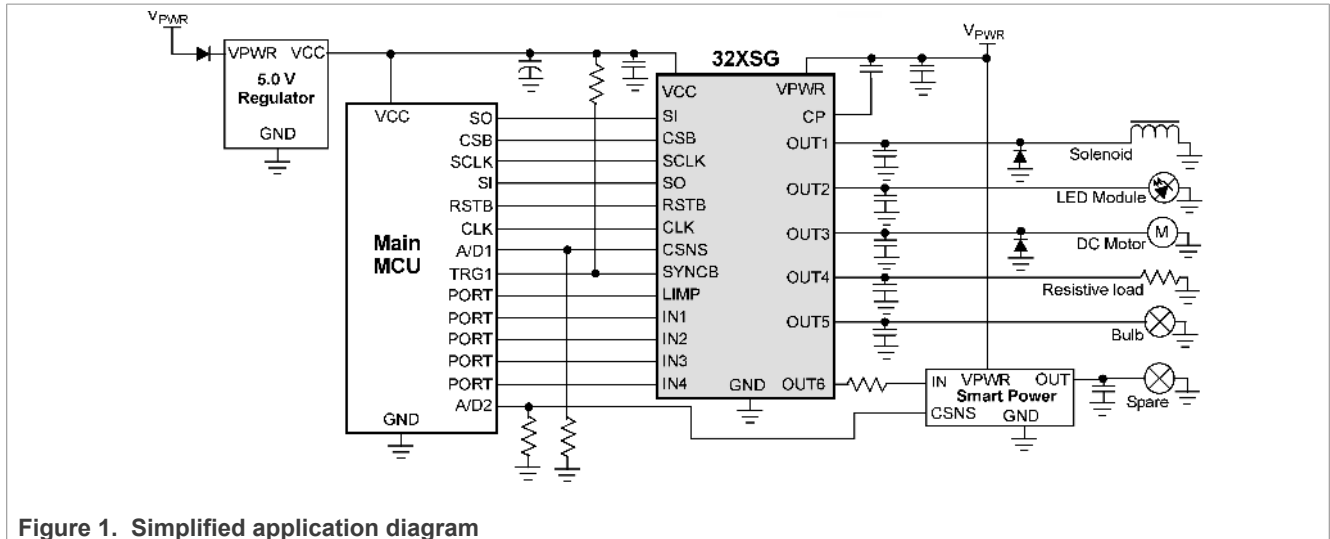 VPWR
VPWR VCC
5.0 V
Regulator
GND
VCC
Main
MCU
SO
CSB
SCLK
SI
RSTB
CLK
A/D1
TRG1
PORT
PORT
PORT
PORT
PORT
A/D2
GND
32XSG
VCC
SI
CSB
SCLK
SO
RSTB
CLK
CSNS
SYNCB
LIMP
IN1
IN2
IN3
IN4
GND
VPWR
CP
OUT1
OUT2
OUT3
OUT4
OUT5
OUT6
VPWR
Solenoid
LED Module
M
DC Motor
Resistive load
Bulb
IN VPWR OUT
Smart Power
CSNS GND
Spare
Figure 1. Simplified application diagram